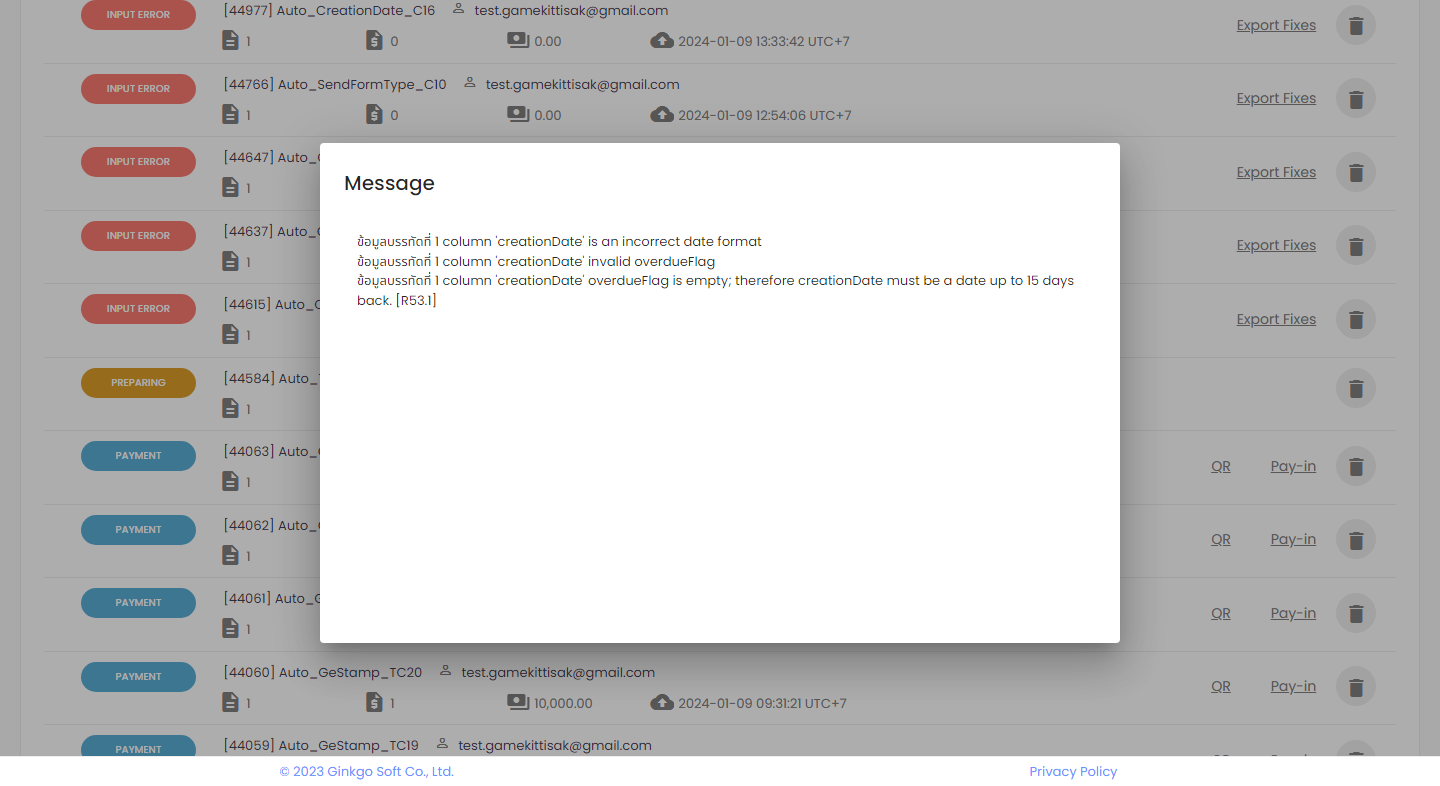 INPUT ERROR
[44977] Auto_CreationDate_C16 test.gamekittisak@gmail.com
1 0 0.00 2024-01-09 13:33:42 UTC+7
Export Fixes
INPUT ERROR
[44766] Auto_SendFormType_C10 test.gamekittisak@gmail.com
1 0 0.00 2024-01-09 12:54:06 UTC+7
Export Fixes
INPUT ERROR
[44647] Auto_
1
Export Fixes
INPUT ERROR
[44637] Auto_
1
Export Fixes
INPUT ERROR
[44615] Auto_
1
Export Fixes
PREPARING
[44584] Auto_
1
PAYMENT
[44063] Auto_
1
QR Pay-in
PAYMENT
[44062] Auto_
1
QR Pay-in
PAYMENT
[44061] Auto_
1
QR Pay-in
PAYMENT
[44060] Auto_GeStamp_TC20 test.gamekittisak@gmail.com
1 1 10,000.00 2024-01-09 09:31:21 UTC+7
QR Pay-in
PAYMENT
[44059] Auto_GeStamp_TC19 test.gamekittisak@gmail.com
Message
ข้อมูลบรรทัดที่ 1 column 'creationDate' is an incorrect date format
ข้อมูลบรรทัดที่ 1 column 'creationDate' invalid overdueFlag
ข้อมูลบรรทัดที่ 1 column 'creationDate' overdueFlag is empty; therefore creationDate must be a date up to 15 days
back. [R53.1]
© 2023 Ginkgo Soft Co., Ltd.
Privacy Policy